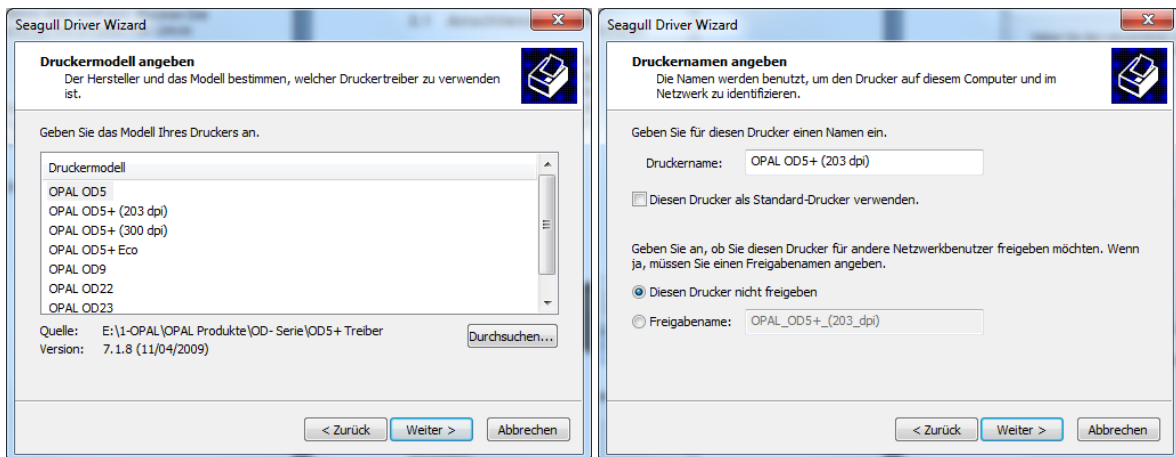 Seagull Driver Wizard
Druckermodell angeben
Der Hersteller und das Modell bestimmen, welcher Druckertreiber zu verwenden
ist.
Geben Sie das Modell Ihres Druckers an.
Druckermodell
OPAL OD5
OPAL OD5+ (203 dpi)
OPAL OD5+ (300 dpi)
OPAL OD5+ Eco
OPAL OD9
OPAL OD22
OPAL OD23
Quelle: E:\1-OPAL\OPAL Produkte\OD- Serie\OD5+ Treiber
Version: 7.1.8 (11/04/2009)
Durchsuchen...
< Zurück Weiter > Abbrechen
Seagull Driver Wizard
Druckernamen angeben
Die Namen werden benutzt, um den Drucker auf diesem Computer und im
Netzwerk zu identifizieren.
Geben Sie für diesen Drucker einen Namen ein.
Druckername: OPAL OD5+ (203 dpi)
Diesen Drucker als Standard-Drucker verwenden.
Geben Sie an, ob Sie diesen Drucker für andere Netzwerkbenutzer freigeben möchten. Wenn
ja, müssen Sie einen Freigabenamen angeben.
Diesen Drucker nicht freigeben
Freigabename: OPAL_OD5+_(203_dpi)
< Zurück Weiter > Abbrechen